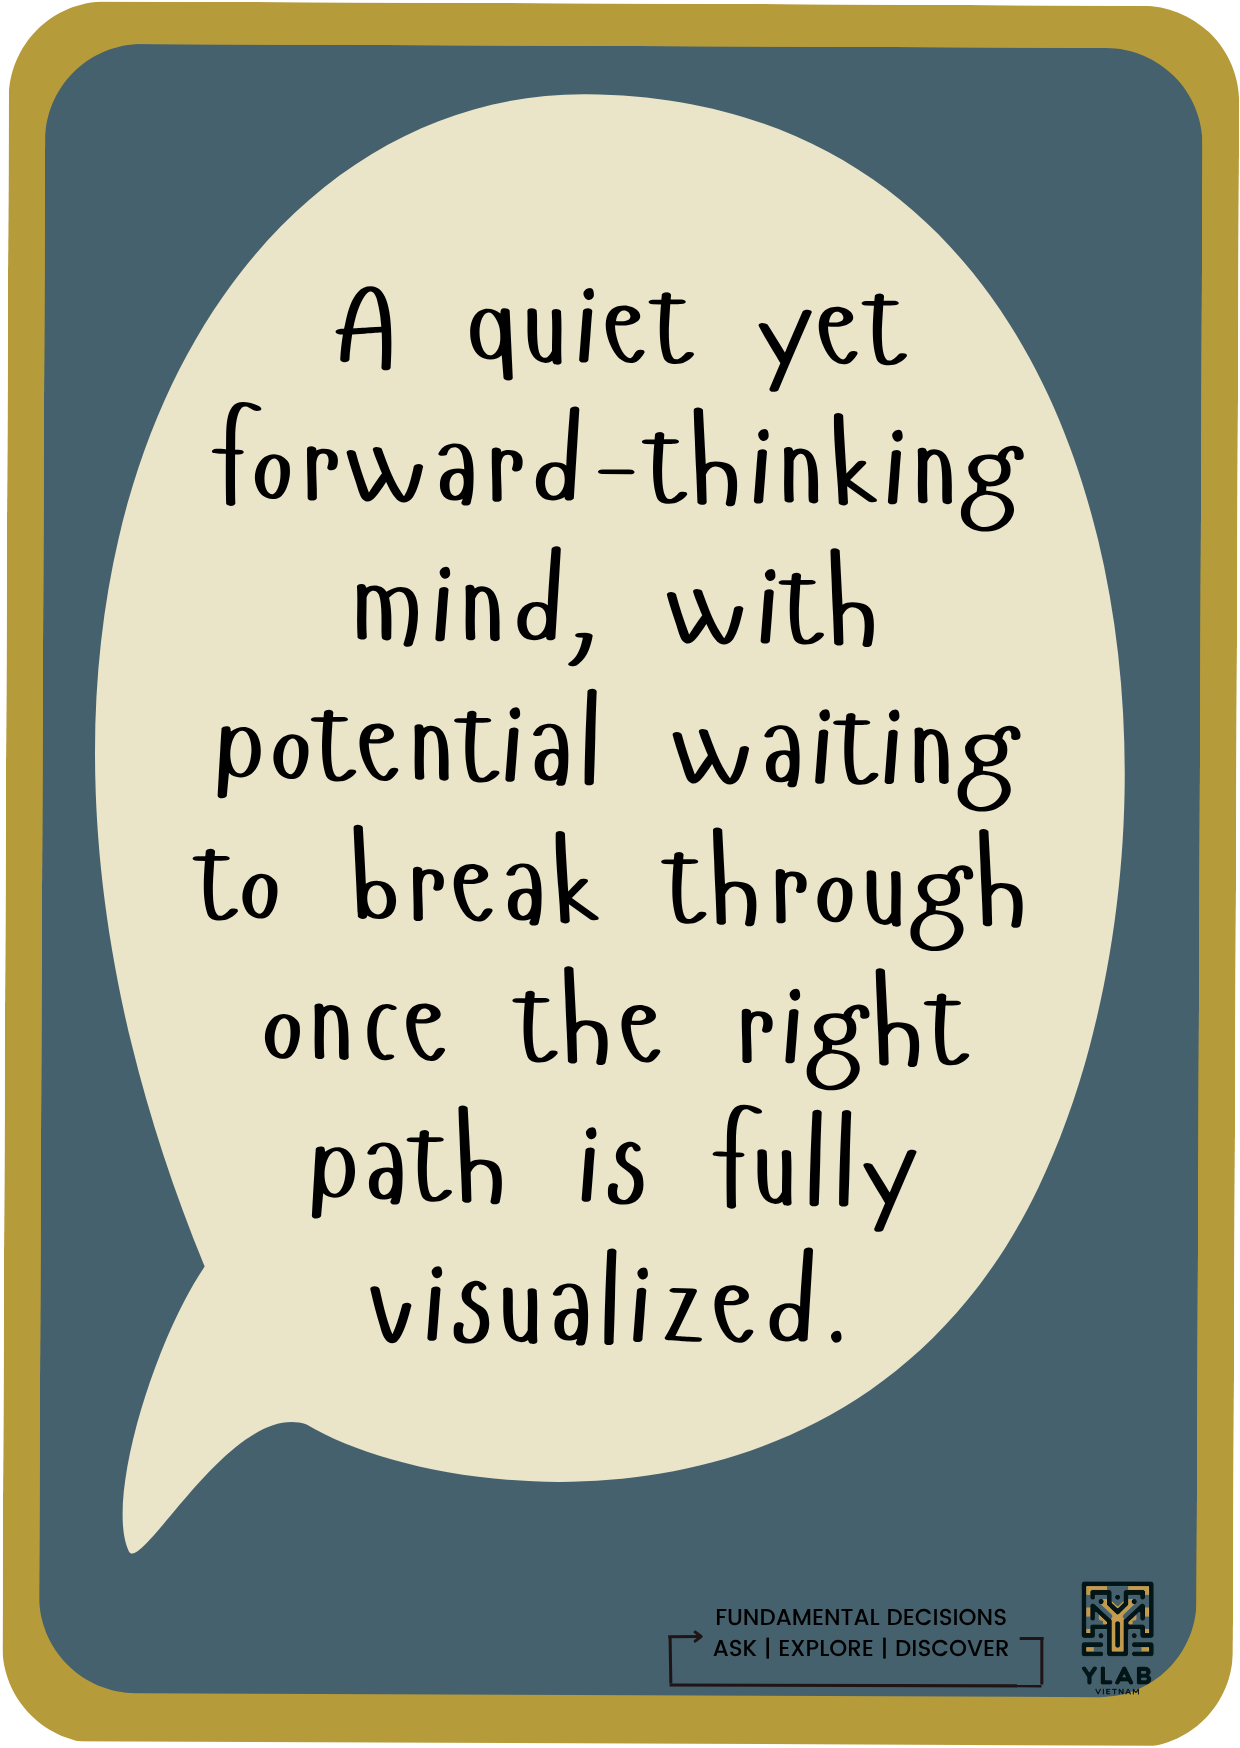 A quiet yet
forward-thinking
mind, with
potential waiting
to break through
once the right
path is fully
visualized.
FUNDAMENTAL DECISIONS
ASK | EXPLORE | DISCOVER
YLAB
VIETNAM